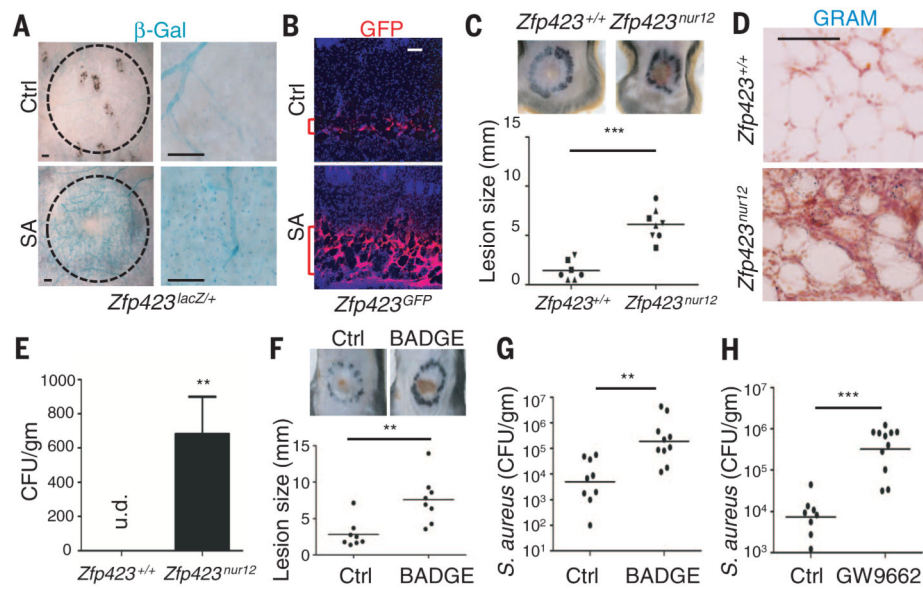 A
β-Gal
Ctrl
SA
Zfp423lacZ/+
B
GFP
Ctrl
SA
Zfp423GFP
C
Zfp423+/+ Zfp423nur12
***
Lesion size (mm)
15
10
5
0
Zfp423+/+ Zfp423nur12
D
GRAM
Zfp423+/+
Zfp423nur12
E
CFU/gm
1000
800
600
400
200
0
u.d.
**
Zfp423+/+ Zfp423nur12
F
Ctrl BADGE
**
Lesion size (mm)
15
10
5
0
Ctrl BADGE
G
**
S. aureus (CFU/gm)
10⁷
10⁶
10⁵
10⁴
10³
10²
10¹
Ctrl BADGE
H
***
S. aureus (CFU/gm)
10⁷
10⁶
10⁵
10⁴
10³
Ctrl GW9662